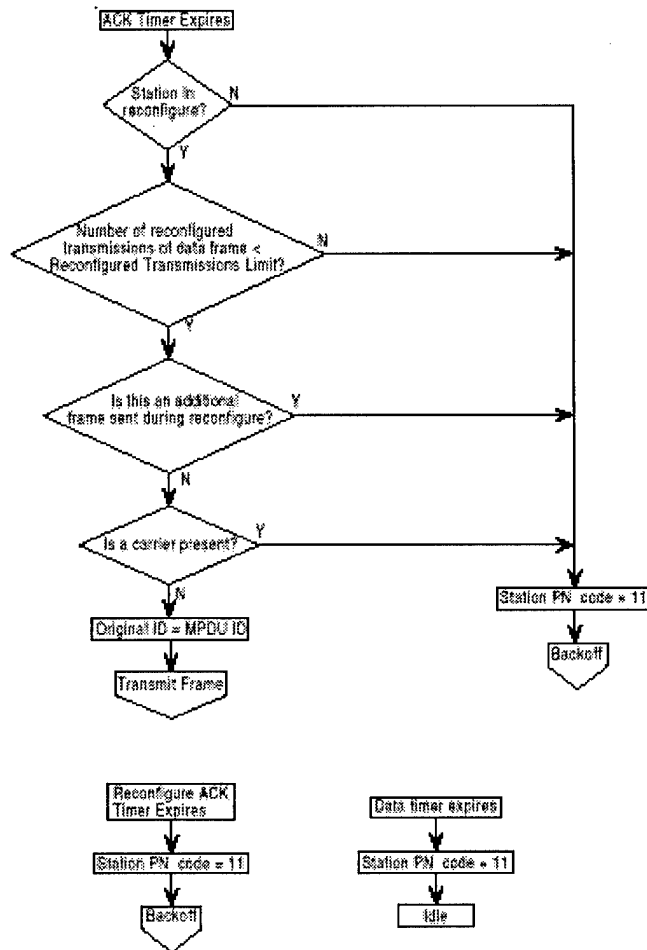 ACK Timer Expires
Station in
reconfigure?
N
Y
Number of reconfigured
transmissions of data frame <
Reconfigured Transmissions Limit?
N
Y
Is this an additional
frame sent during reconfigure?
Y
N
Is a carrier present?
Y
N
Station PN code = 11
Original ID = MPDU ID
Backoff
Transmit Frame
Reconfigure ACK
Timer Expires
Data timer expires
Station PN code = 11
Station PN code = 11
Backoff
Idle